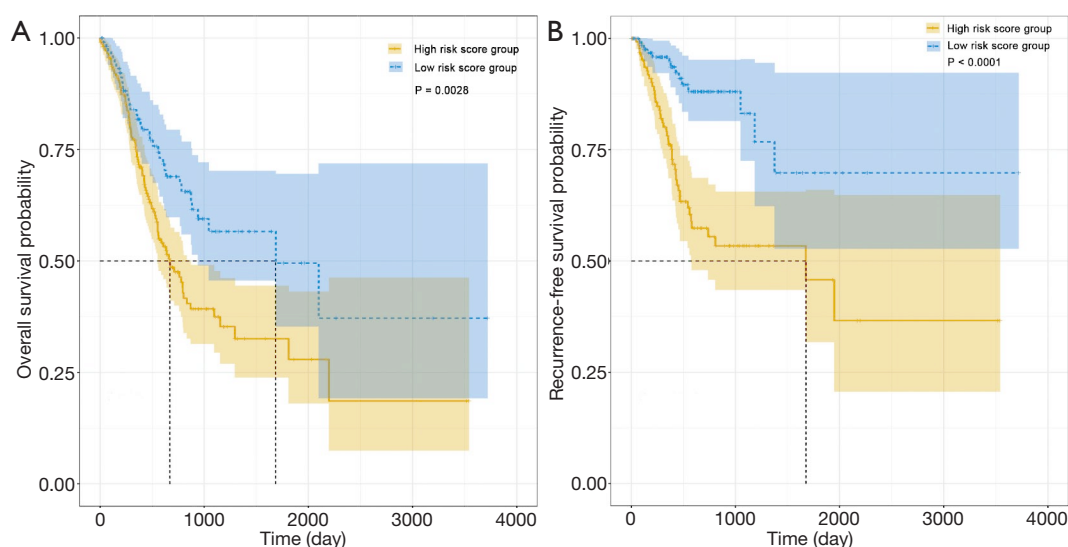 A
High risk score group
Low risk score group
P = 0.0028
Overall survival probability
1.00
0.75
0.50
0.25
0.00
0
1000
2000
3000
4000
Time (day)
B
High risk score group
Low risk score group
P < 0.0001
Recurrence-free survival probability
1.00
0.75
0.50
0.25
0.00
0
1000
2000
3000
4000
Time (day)